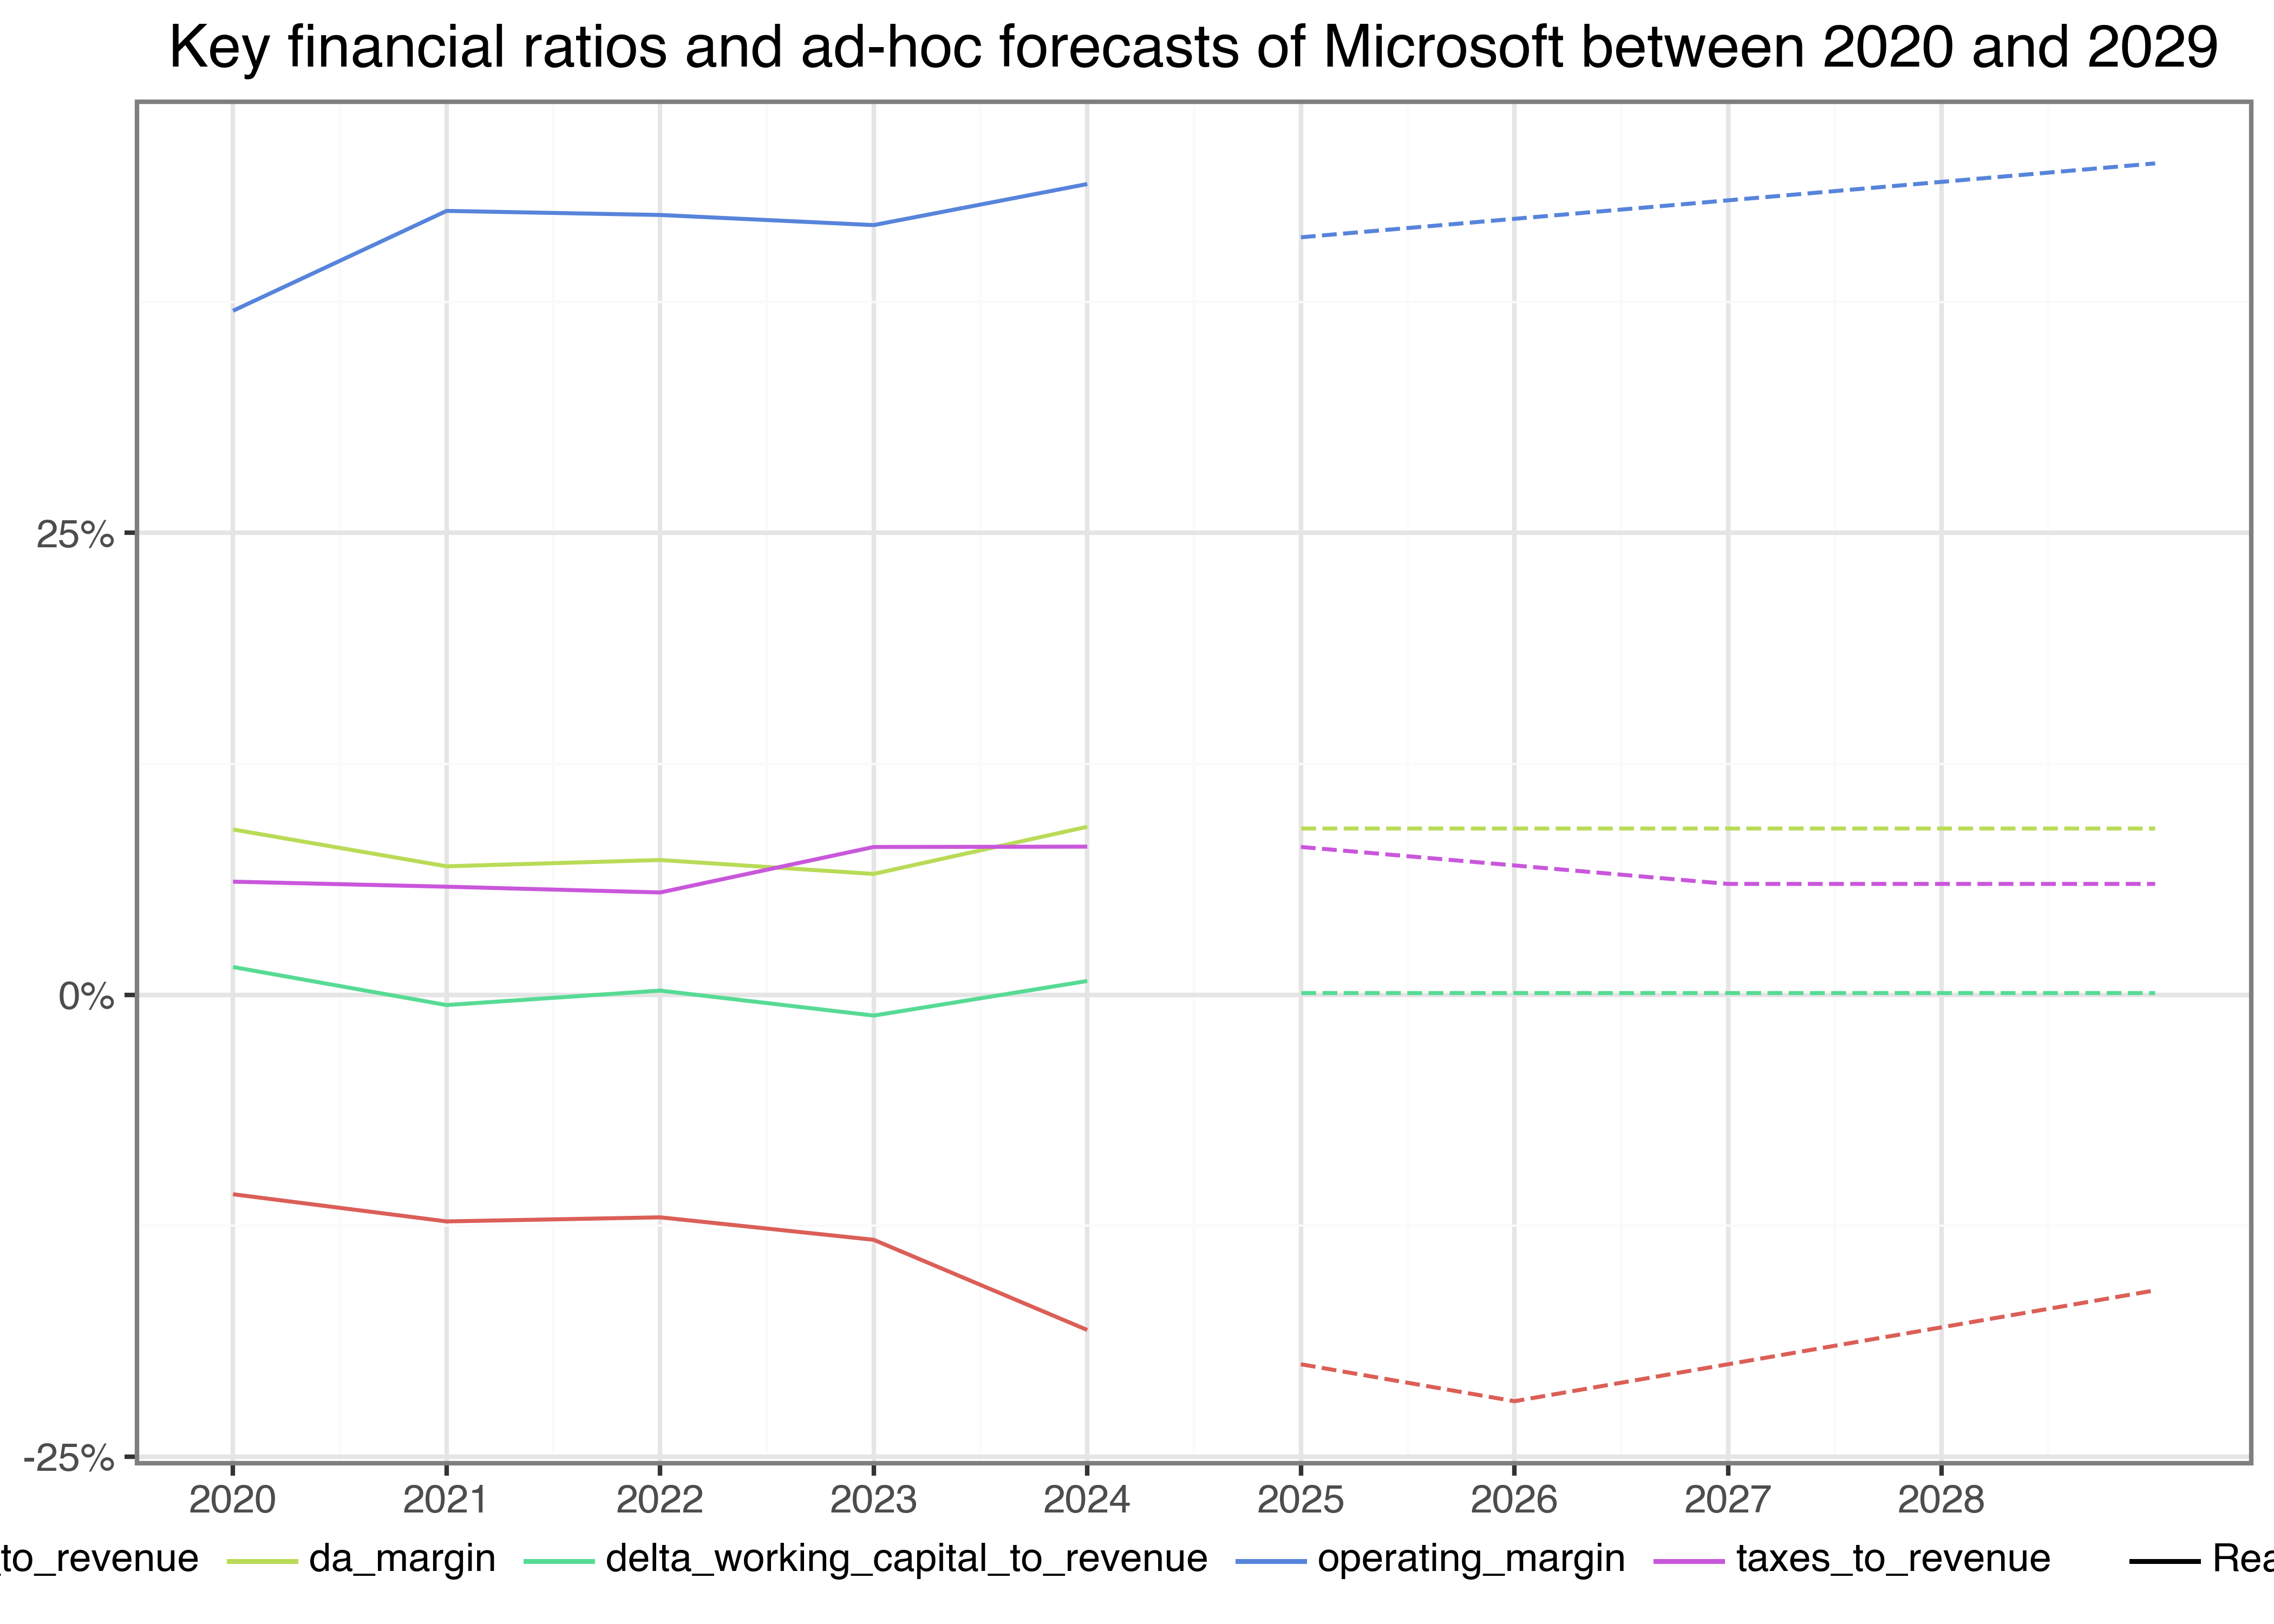 Key financial ratios and ad-hoc forecasts of Microsoft between 2020 and 2029
25%
0%
-25%
2020 2021 2022 2023 2024 2025 2026 2027 2028
to_revenue da_margin delta_working_capital_to_revenue operating_margin taxes_to_revenue